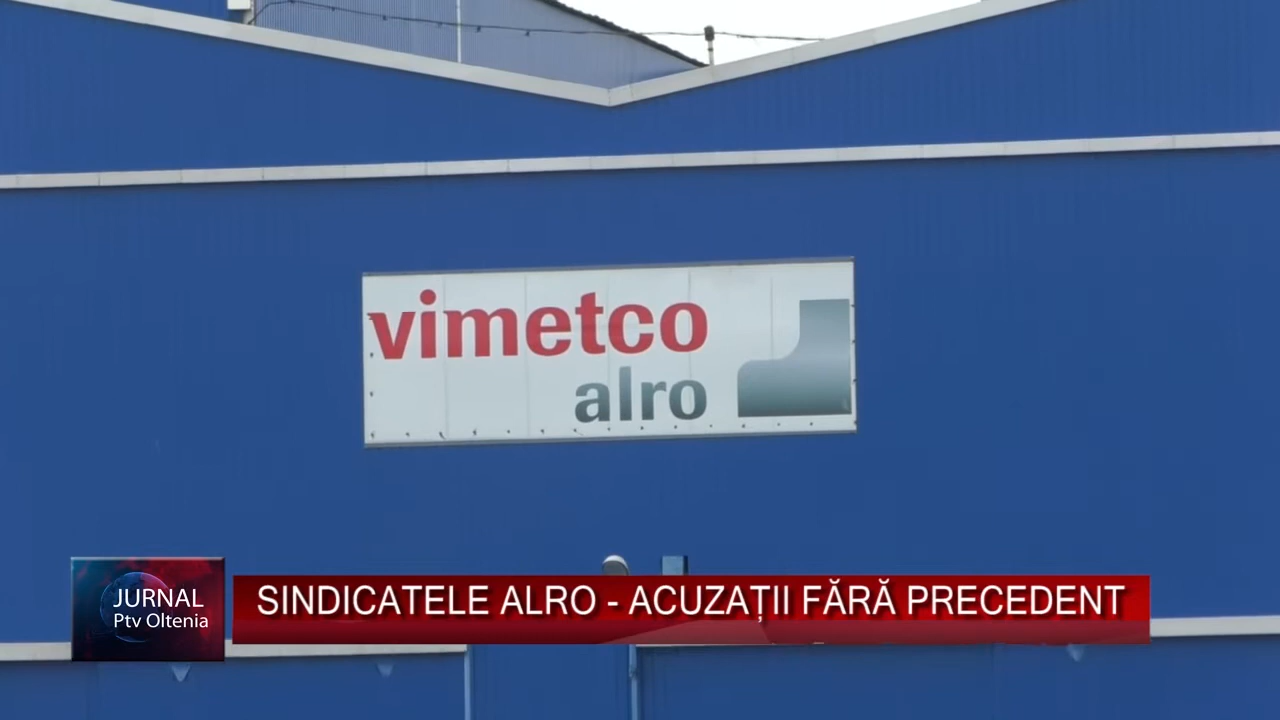 vimetco
alro
JURNAL
Ptv Oltenia
SINDICATELE ALRO - ACUZAȚII FĂRĂ PRECEDENT